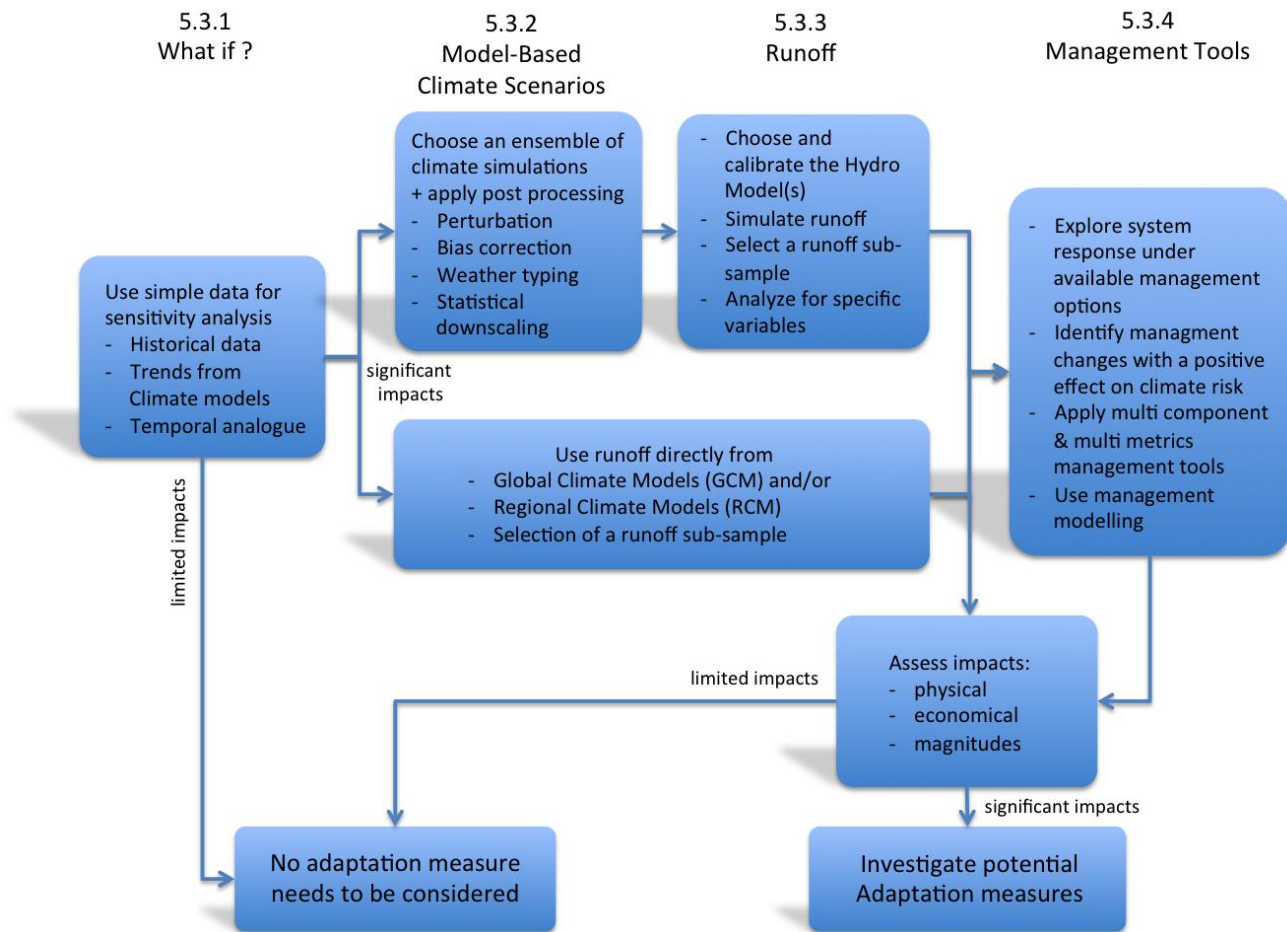 5.3.1
What if ?
5.3.2
Model-Based
Climate Scenarios
5.3.3
Runoff
5.3.4
Management Tools
Use simple data for
sensitivity analysis
- Historical data
- Trends from
Climate models
- Temporal analogue
Choose an ensemble of
climate simulations
+ apply post processing
- Perturbation
- Bias correction
- Weather typing
- Statistical
downscaling
- Choose and
calibrate the Hydro
Model(s)
- Simulate runoff
- Select a runoff sub-
sample
- Analyze for specific
variables
- Explore system
response under
available management
options
- Identify managment
changes with a positive
effect on climate risk
- Apply multi component
& multi metrics
management tools
- Use management
modelling
significant
impacts
Use runoff directly from
- Global Climate Models (GCM) and/or
- Regional Climate Models (RCM)
- Selection of a runoff sub-sample
limited impacts
limited impacts
Assess impacts:
- physical
- economical
- magnitudes
significant impacts
No adaptation measure
needs to be considered
Investigate potential
Adaptation measures